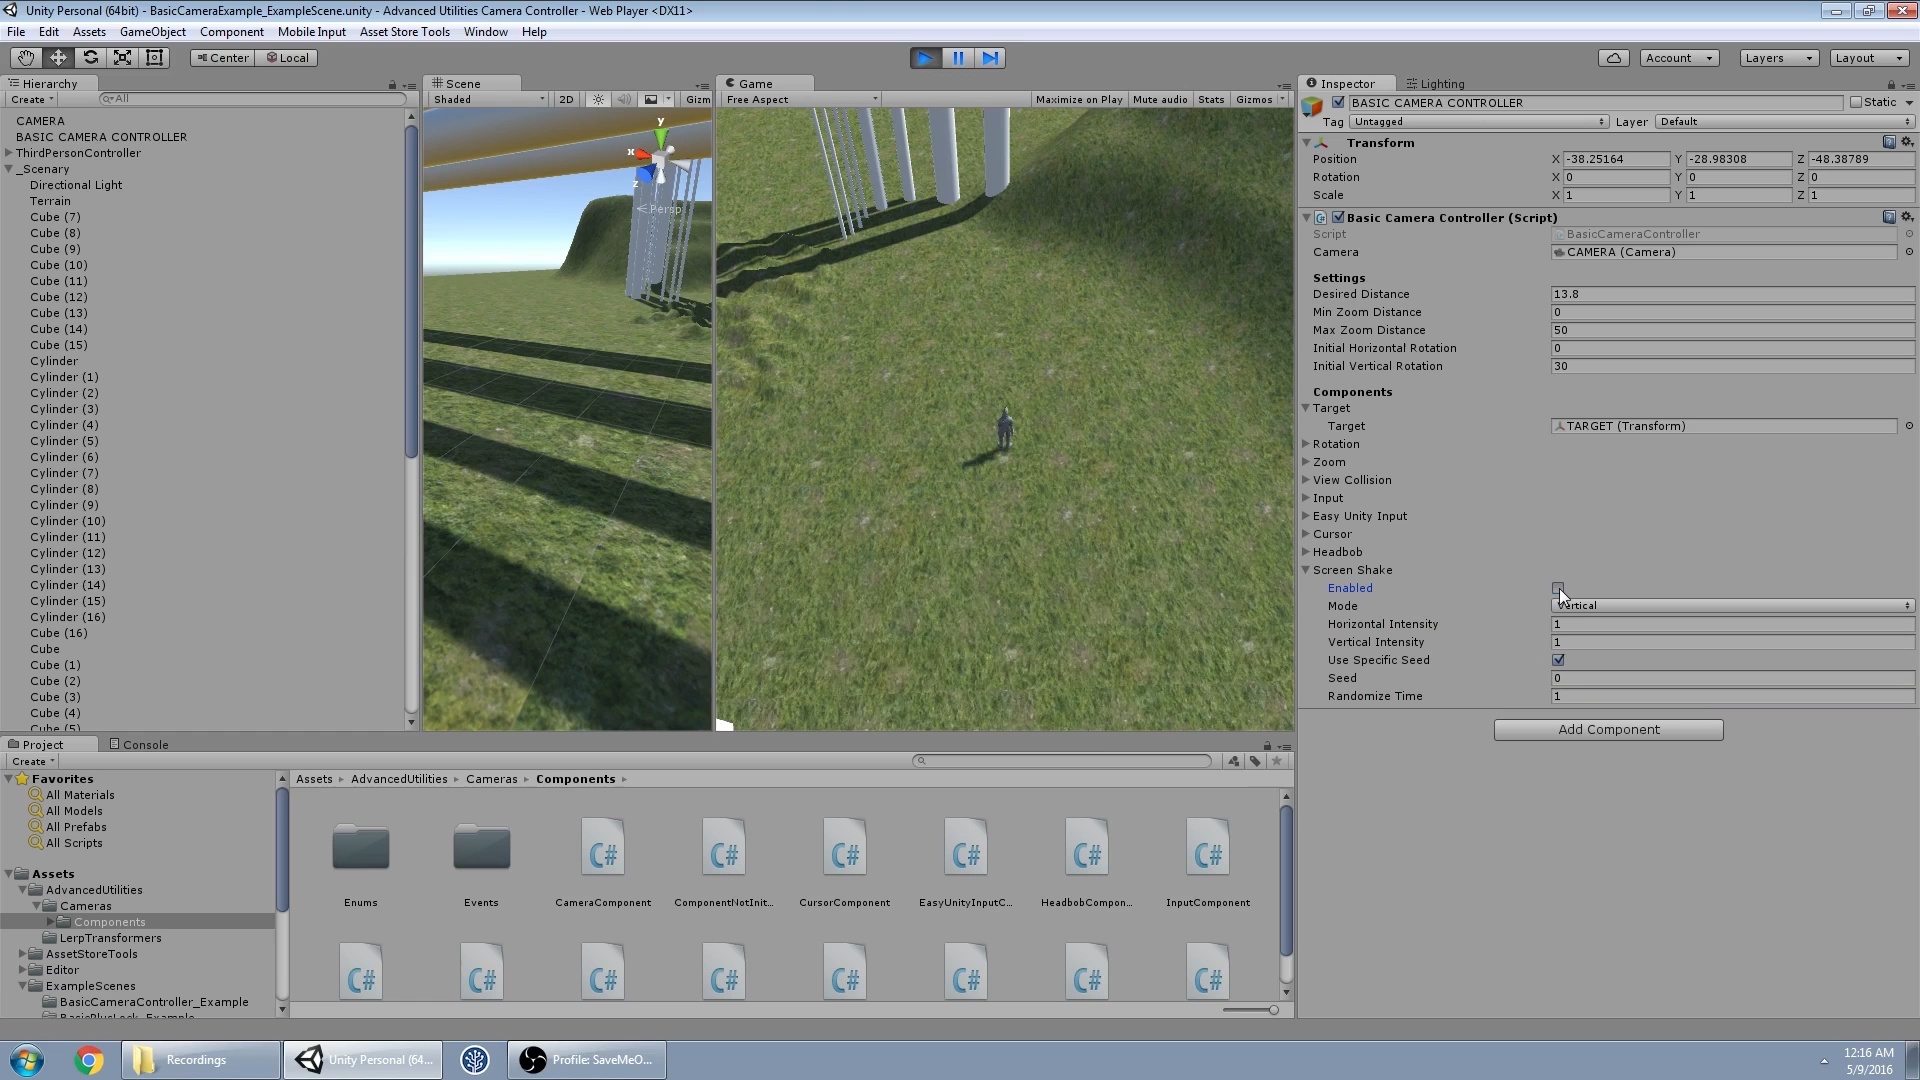 Unity Personal (64bit) - BasicCameraExample_ExampleScene.unity - Advanced Utilities Camera Controller - Web Player <DX11>
File Edit Assets GameObject Component Mobile Input Asset Store Tools Window Help
Center Local Account Layers Layout
Hierarchy
Create All
CAMERA
BASIC CAMERA CONTROLLER
ThirdPersonController
_Scenary
Directional Light
Terrain
Cube (7)
Cube (8)
Cube (9)
Cube (10)
Cube (11)
Cube (12)
Cube (13)
Cube (14)
Cube (15)
Cylinder
Cylinder (1)
Cylinder (2)
Cylinder (3)
Cylinder (4)
Cylinder (5)
Cylinder (6)
Cylinder (7)
Cylinder (8)
Cylinder (9)
Cylinder (10)
Cylinder (11)
Cylinder (12)
Cylinder (13)
Cylinder (14)
Cylinder (15)
Cylinder (16)
Cube (16)
Cube
Cube (1)
Cube (2)
Cube (3)
Cube (4)
Cube (5)
Scene
Shaded 2D Gizm
y
x
z
Persp
Game
Free Aspect Maximize on Play Mute audio Stats Gizmos
Inspector Lighting
BASIC CAMERA CONTROLLER Static
Tag Untagged Layer Default
Transform
Position X -38.25164 Y -28.98308 Z -48.38789
Rotation X 0 Y 0 Z 0
Scale X 1 Y 1 Z 1
Basic Camera Controller (Script)
Script BasicCameraController
Camera CAMERA (Camera)
Settings
Desired Distance 13.8
Min Zoom Distance 0
Max Zoom Distance 50
Initial Horizontal Rotation 0
Initial Vertical Rotation 30
Components
Target
Target TARGET (Transform)
Rotation
Zoom
View Collision
Input
Easy Unity Input
Cursor
Headbob
Screen Shake
Enabled
Mode Vertical
Horizontal Intensity 1
Vertical Intensity 1
Use Specific Seed
Seed 0
Randomize Time 1
Add Component
Project Console
Create
Favorites
All Materials
All Models
All Prefabs
All Scripts
Assets
AdvancedUtilities
Cameras
Components
LerpTransformers
AssetStoreTools
Editor
ExampleScenes
BasicCameraController_Example
BasicPlusLock_Example
Assets AdvancedUtilities Cameras Components
Enums Events CameraComponent ComponentNotInit... CursorComponent EasyUnityInputC... HeadbobCompon... InputComponent
C# C# C# C# C# C#
C# C# C# C# C# C# C# C#
Recordings Unity Personal (64... Profile: SaveMeO...
12:16 AM
5/9/2016